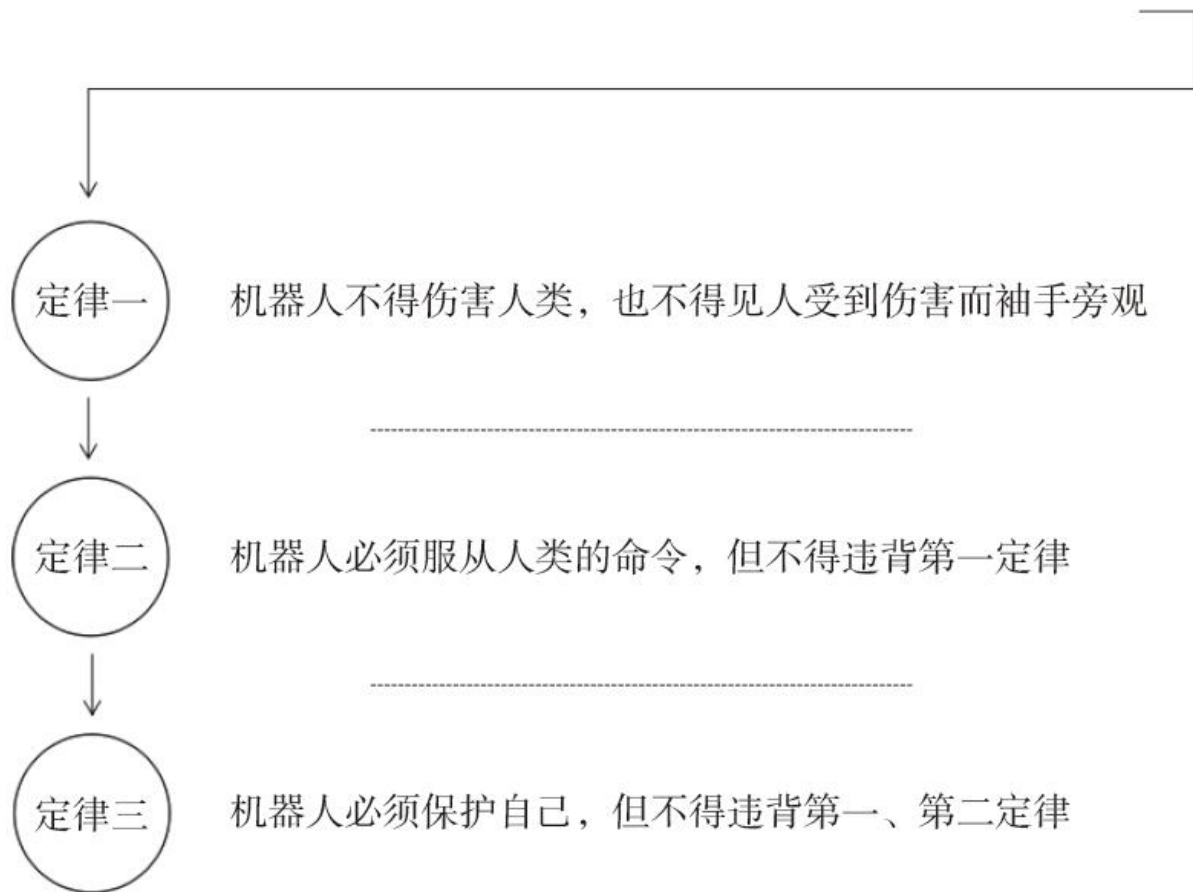 定律一 机器人不得伤害人类，也不得见人受到伤害而袖手旁观
定律二 机器人必须服从人类的命令，但不得违背第一定律
定律三 机器人必须保护自己，但不得违背第一、第二定律